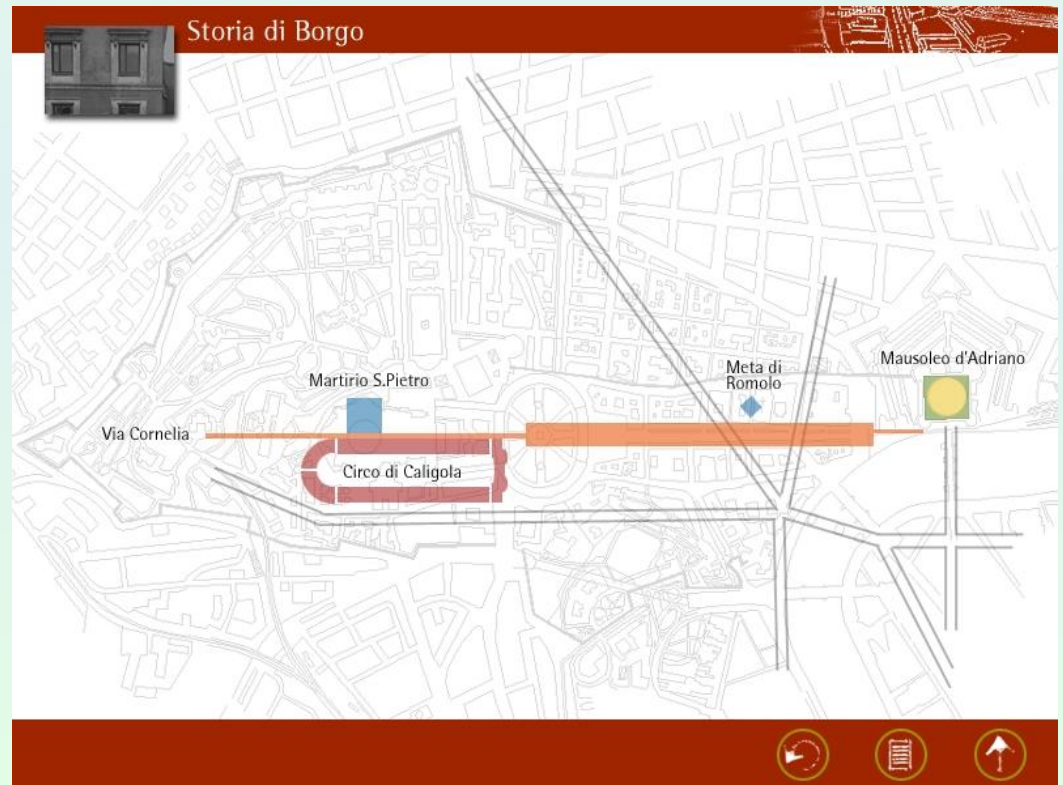 Storia di Borgo
Meta di
Romolo
Mausoleo d'Adriano
Martirio S.Pietro
Via Cornelia
Circo di Caligola